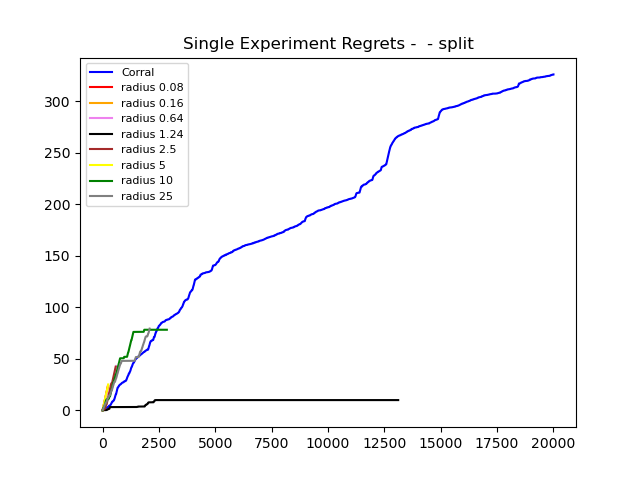 Single Experiment Regrets -  - split
Corral
radius 0.08
radius 0.16
radius 0.64
radius 1.24
radius 2.5
radius 5
radius 10
radius 25
300
250
200
150
100
50
0
0 2500 5000 7500 10000 12500 15000 17500 20000